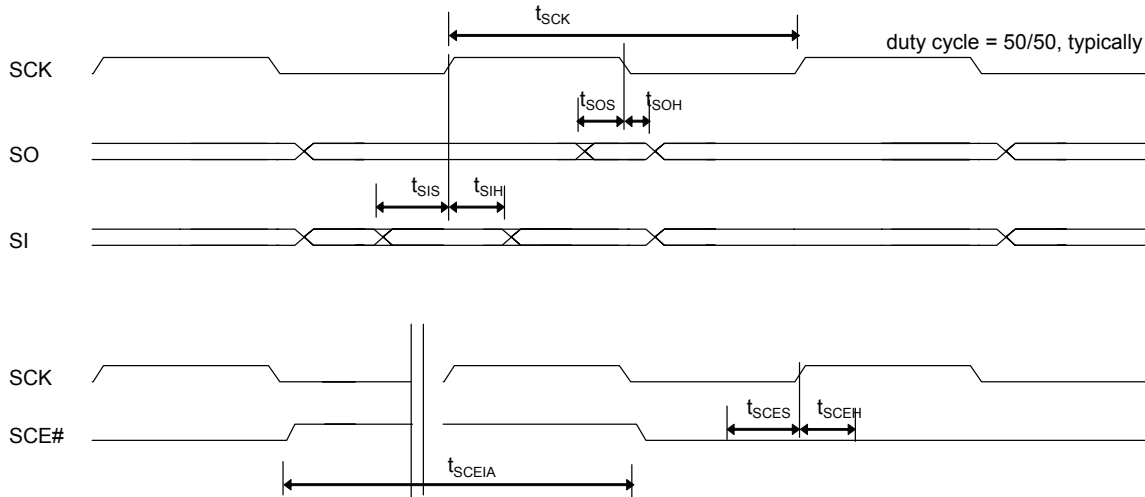 tSCK
duty cycle = 50/50, typically
SCK
tSOS tSOH
SO
tSIS tSIH
SI
SCK
tSCES tSCEH
SCE#
tSCEIA